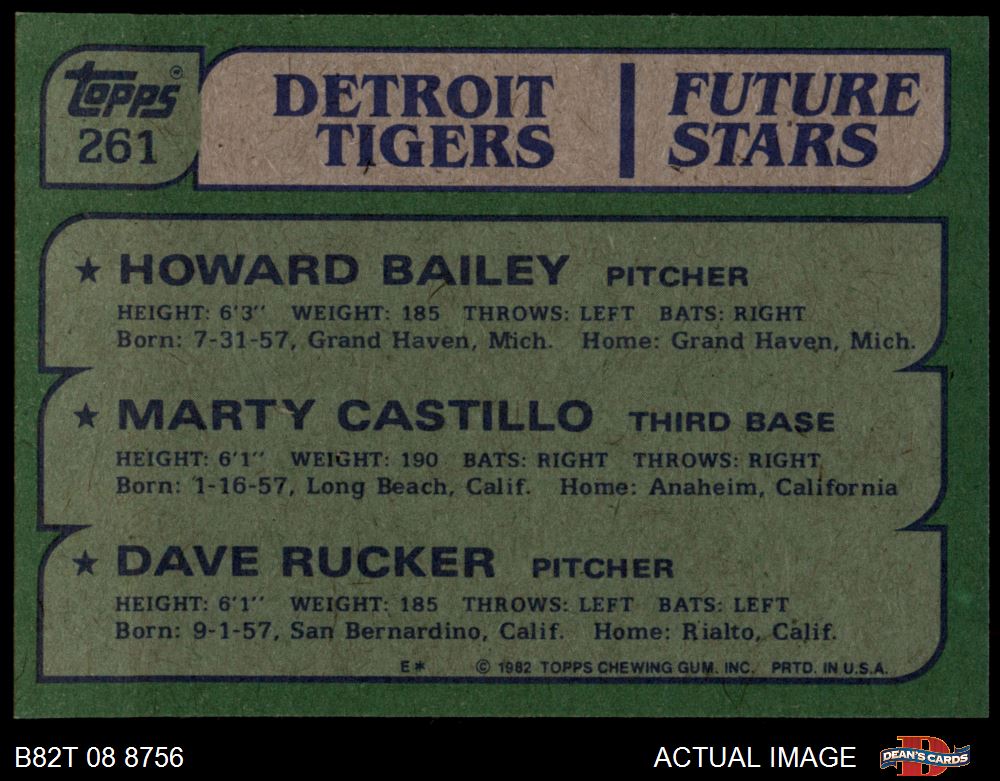 topps®
261
DETROIT TIGERS
FUTURE STARS
★ HOWARD BAILEY PITCHER
HEIGHT: 6'3" WEIGHT: 185 THROWS: LEFT BATS: RIGHT
Born: 7-31-57, Grand Haven, Mich. Home: Grand Haven, Mich.
★ MARTY CASTILLO THIRD BASE
HEIGHT: 6'1" WEIGHT: 190 BATS: RIGHT THROWS: RIGHT
Born: 1-16-57, Long Beach, Calif. Home: Anaheim, California
★ DAVE RUCKER PITCHER
HEIGHT: 6'1" WEIGHT: 185 THROWS: LEFT BATS: LEFT
Born: 9-1-57, San Bernardino, Calif. Home: Rialto, Calif.
E* © 1982 TOPPS CHEWING GUM, INC. PRTD. IN U.S.A.
B82T 08 8756
ACTUAL IMAGE
D
DEAN'S CARDS